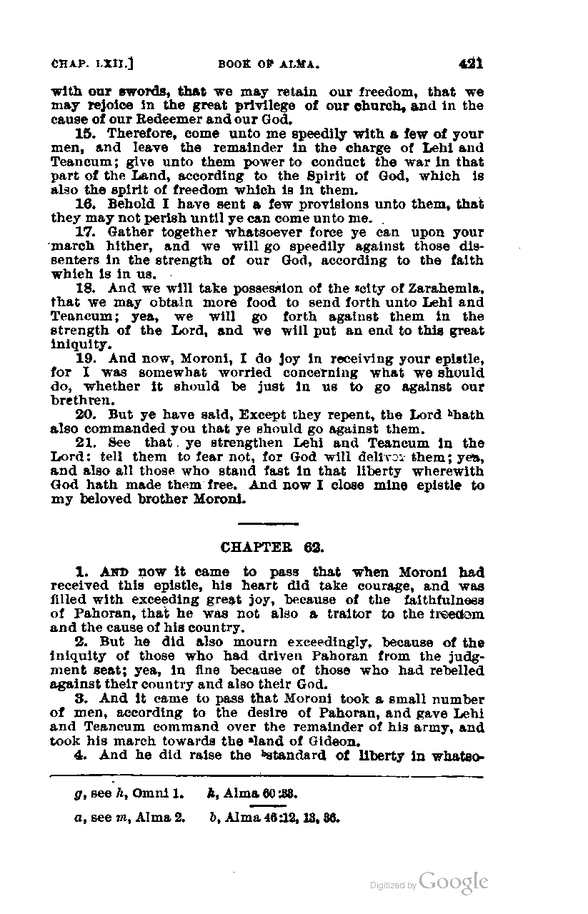 CHAP. LXII.] BOOK OF ALMA. 421
with our swords, that we may retain our freedom, that we
may rejoice in the great privilege of our church, and in the
cause of our Redeemer and our God.
15. Therefore, come unto me speedily with a few of your
men, and leave the remainder in the charge of Lehi and
Teancum; give unto them power to conduct the war in that
part of the Land, according to the Spirit of God, which is
also the spirit of freedom which is in them.
16. Behold I have sent a few provisions unto them, that
they may not perish until ye can come unto me.
17. Gather together whatsoever force ye can upon your
march hither, and we will go speedily against those dis-
senters in the strength of our God, according to the faith
which is in us.
18. And we will take possession of the gcity of Zarahemla,
that we may obtain more food to send forth unto Lehi and
Teancum; yea, we will go forth against them in the
strength of the Lord, and we will put an end to this great
iniquity.
19. And now, Moroni, I do joy in receiving your epistle,
for I was somewhat worried concerning what we should
do, whether it should be just in us to go against our
brethren.
20. But ye have said, Except they repent, the Lord hhath
also commanded you that ye should go against them.
21. See that ye strengthen Lehi and Teancum in the
Lord: tell them to fear not, for God will deliver them; yea,
and also all those who stand fast in that liberty wherewith
God hath made them free. And now I close mine epistle to
my beloved brother Moroni.
CHAPTER 62.
1. AND now it came to pass that when Moroni had
received this epistle, his heart did take courage, and was
filled with exceeding great joy, because of the faithfulness
of Pahoran, that he was not also a traitor to the freedom
and the cause of his country.
2. But he did also mourn exceedingly, because of the
iniquity of those who had driven Pahoran from the judg-
ment seat; yea, in fine because of those who had rebelled
against their country and also their God.
3. And it came to pass that Moroni took a small number
of men, according to the desire of Pahoran, and gave Lehi
and Teancum command over the remainder of his army, and
took his march towards the aland of Gideon.
4. And he did raise the bstandard of liberty in whatso-
g, see h, Omni 1. h, Alma 60:33.
a, see m, Alma 2. b, Alma 46:12, 13, 36.
Digitized by Google